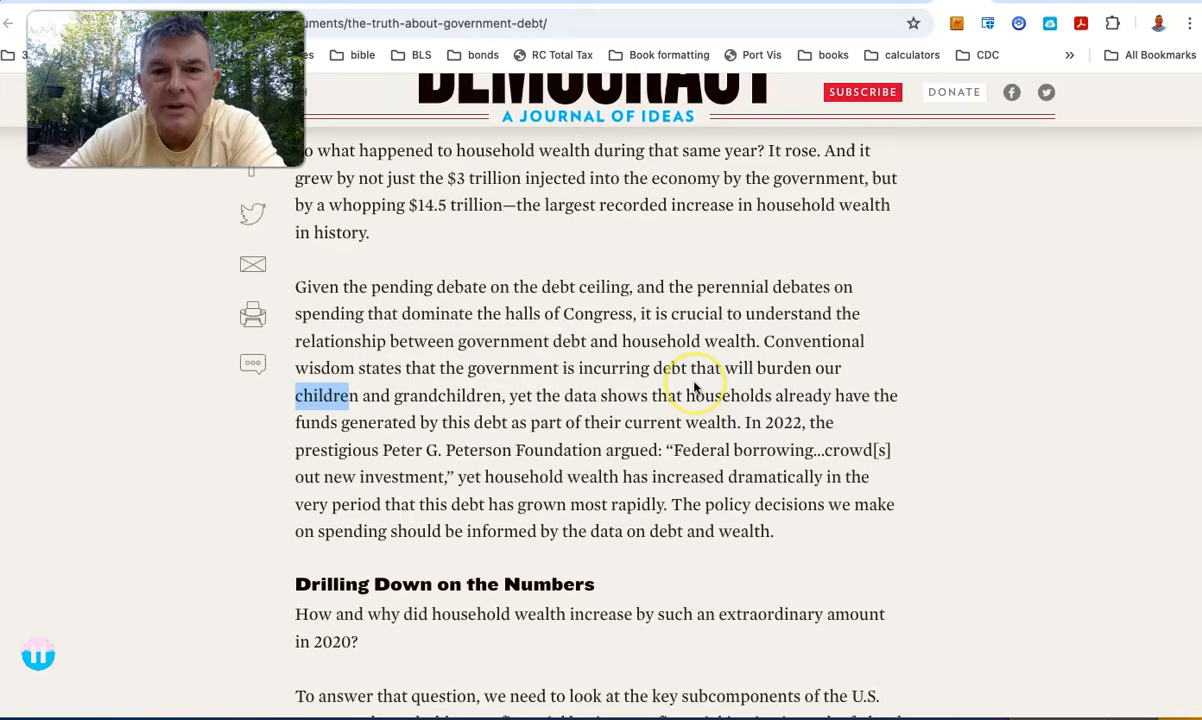 uments/the-truth-about-government-debt/
3
es
bible
BLS
bonds
RC Total Tax
Book formatting
Port Vis
books
calculators
CDC
»
All Bookmarks
DEMOCRACY
A JOURNAL OF IDEAS
SUBSCRIBE
DONATE
o what happened to household wealth during that same year? It rose. And it
grew by not just the $3 trillion injected into the economy by the government, but
by a whopping $14.5 trillion—the largest recorded increase in household wealth
in history.
Given the pending debate on the debt ceiling, and the perennial debates on
spending that dominate the halls of Congress, it is crucial to understand the
relationship between government debt and household wealth. Conventional
wisdom states that the government is incurring debt that will burden our
children and grandchildren, yet the data shows that households already have the
funds generated by this debt as part of their current wealth. In 2022, the
prestigious Peter G. Peterson Foundation argued: “Federal borrowing...crowd[s]
out new investment,” yet household wealth has increased dramatically in the
very period that this debt has grown most rapidly. The policy decisions we make
on spending should be informed by the data on debt and wealth.
Drilling Down on the Numbers
How and why did household wealth increase by such an extraordinary amount
in 2020?
To answer that question, we need to look at the key subcomponents of the U.S.